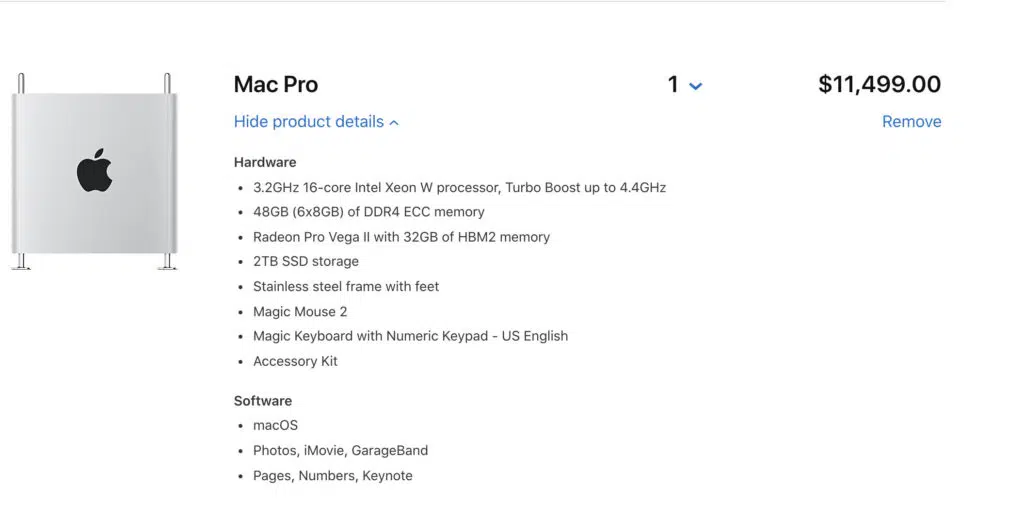 Mac Pro 1 $11,499.00
Hide product details Remove
Hardware
• 3.2GHz 16-core Intel Xeon W processor, Turbo Boost up to 4.4GHz
• 48GB (6x8GB) of DDR4 ECC memory
• Radeon Pro Vega II with 32GB of HBM2 memory
• 2TB SSD storage
• Stainless steel frame with feet
• Magic Mouse 2
• Magic Keyboard with Numeric Keypad - US English
• Accessory Kit
Software
• macOS
• Photos, iMovie, GarageBand
• Pages, Numbers, Keynote